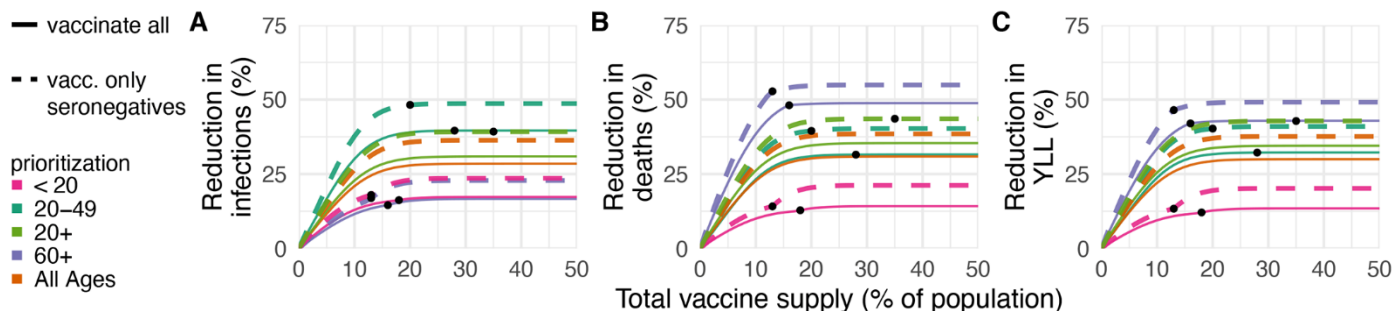 vaccinate all
vacc. only
seronegatives
prioritization
< 20
20–49
20+
60+
All Ages
A
Reduction in
infections (%)
75
50
25
0
0 10 20 30 40 50
B
Reduction in
deaths (%)
75
50
25
0
0 10 20 30 40 50
C
Reduction in
YLL (%)
75
50
25
0
0 10 20 30 40 50
Total vaccine supply (% of population)